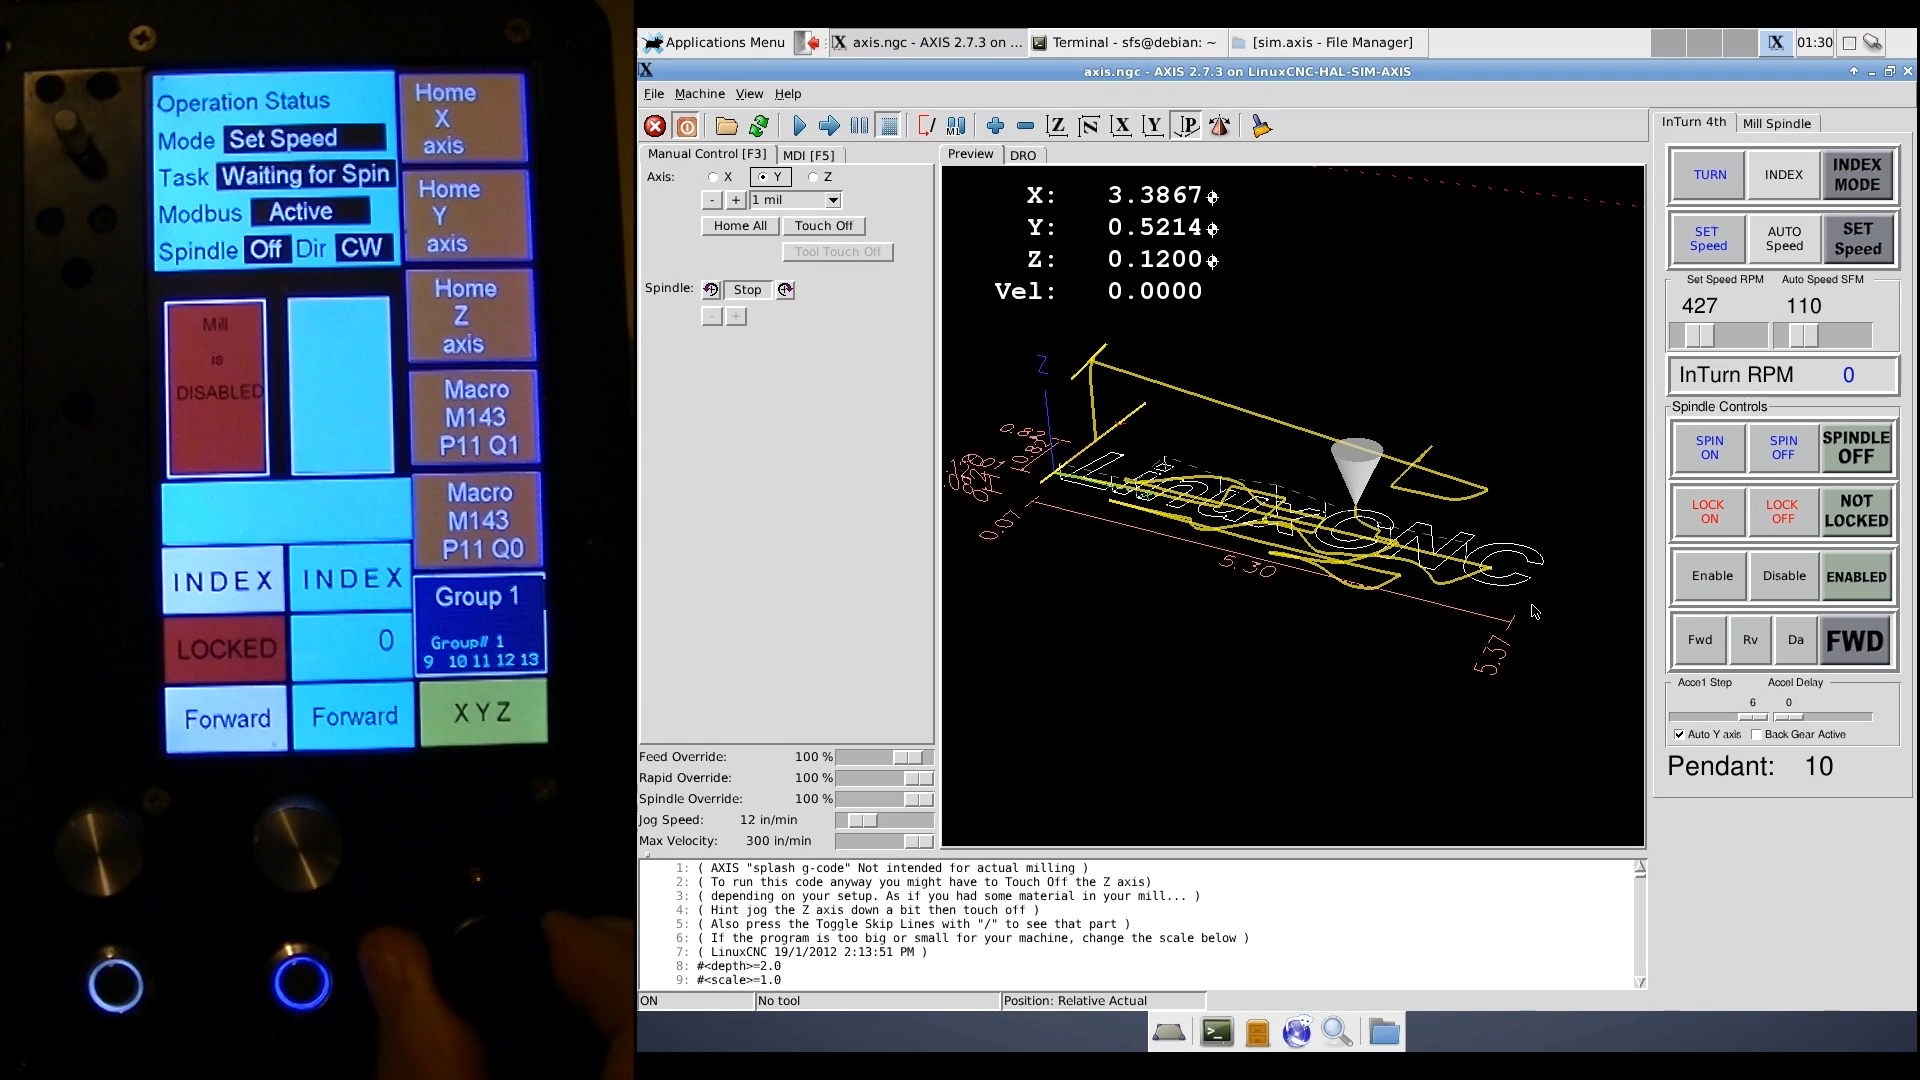 Operation Status
Mode Set Speed
Task Waiting for Spin
Modbus Active
Spindle Off Dir CW
Home
X
axis
Home
Y
axis
Home
Z
axis
Macro
M143
P11 Q1
Macro
M143
P11 Q0
Group 1
Group# 1
9 10 11 12 13
X Y Z
Mill
is
DISABLED
INDEX INDEX
LOCKED 0
Forward Forward
Applications Menu
axis.ngc - AXIS 2.7.3 on ...
Terminal - sfs@debian: ~
[sim.axis - File Manager]
01:30
axis.ngc - AXIS 2.7.3 on LinuxCNC-HAL-SIM-AXIS
File Machine View Help
Manual Control [F3] MDI [F5]
Axis: X Y Z
- + 1 mil
Home All Touch Off
Tool Touch Off
Spindle: Stop
- +
Feed Override: 100 %
Rapid Override: 100 %
Spindle Override: 100 %
Jog Speed: 12 in/min
Max Velocity: 300 in/min
Preview DRO
X: 3.3867
Y: 0.5214
Z: 0.1200
Vel: 0.0000
Z
0.07
5.30
5.37
LinuxCNC
1: ( AXIS "splash g-code" Not intended for actual milling )
2: ( To run this code anyway you might have to Touch Off the Z axis)
3: ( depending on your setup. As if you had some material in your mill... )
4: ( Hint jog the Z axis down a bit then touch off )
5: ( Also press the Toggle Skip Lines with "/" to see that part )
6: ( If the program is too big or small for your machine, change the scale below )
7: ( LinuxCNC 19/1/2012 2:13:51 PM )
8: #<depth>=2.0
9: #<scale>=1.0
ON No tool Position: Relative Actual
InTurn 4th Mill Spindle
TURN INDEX INDEX MODE
SET Speed AUTO Speed SET Speed
Set Speed RPM Auto Speed SFM
427 110
InTurn RPM 0
Spindle Controls
SPIN ON SPIN OFF SPINDLE OFF
LOCK ON LOCK OFF NOT LOCKED
Enable Disable ENABLED
Fwd Rv Da FWD
Acce1 Step Accel Delay
6 0
Auto Y axis Back Gear Active
Pendant: 10